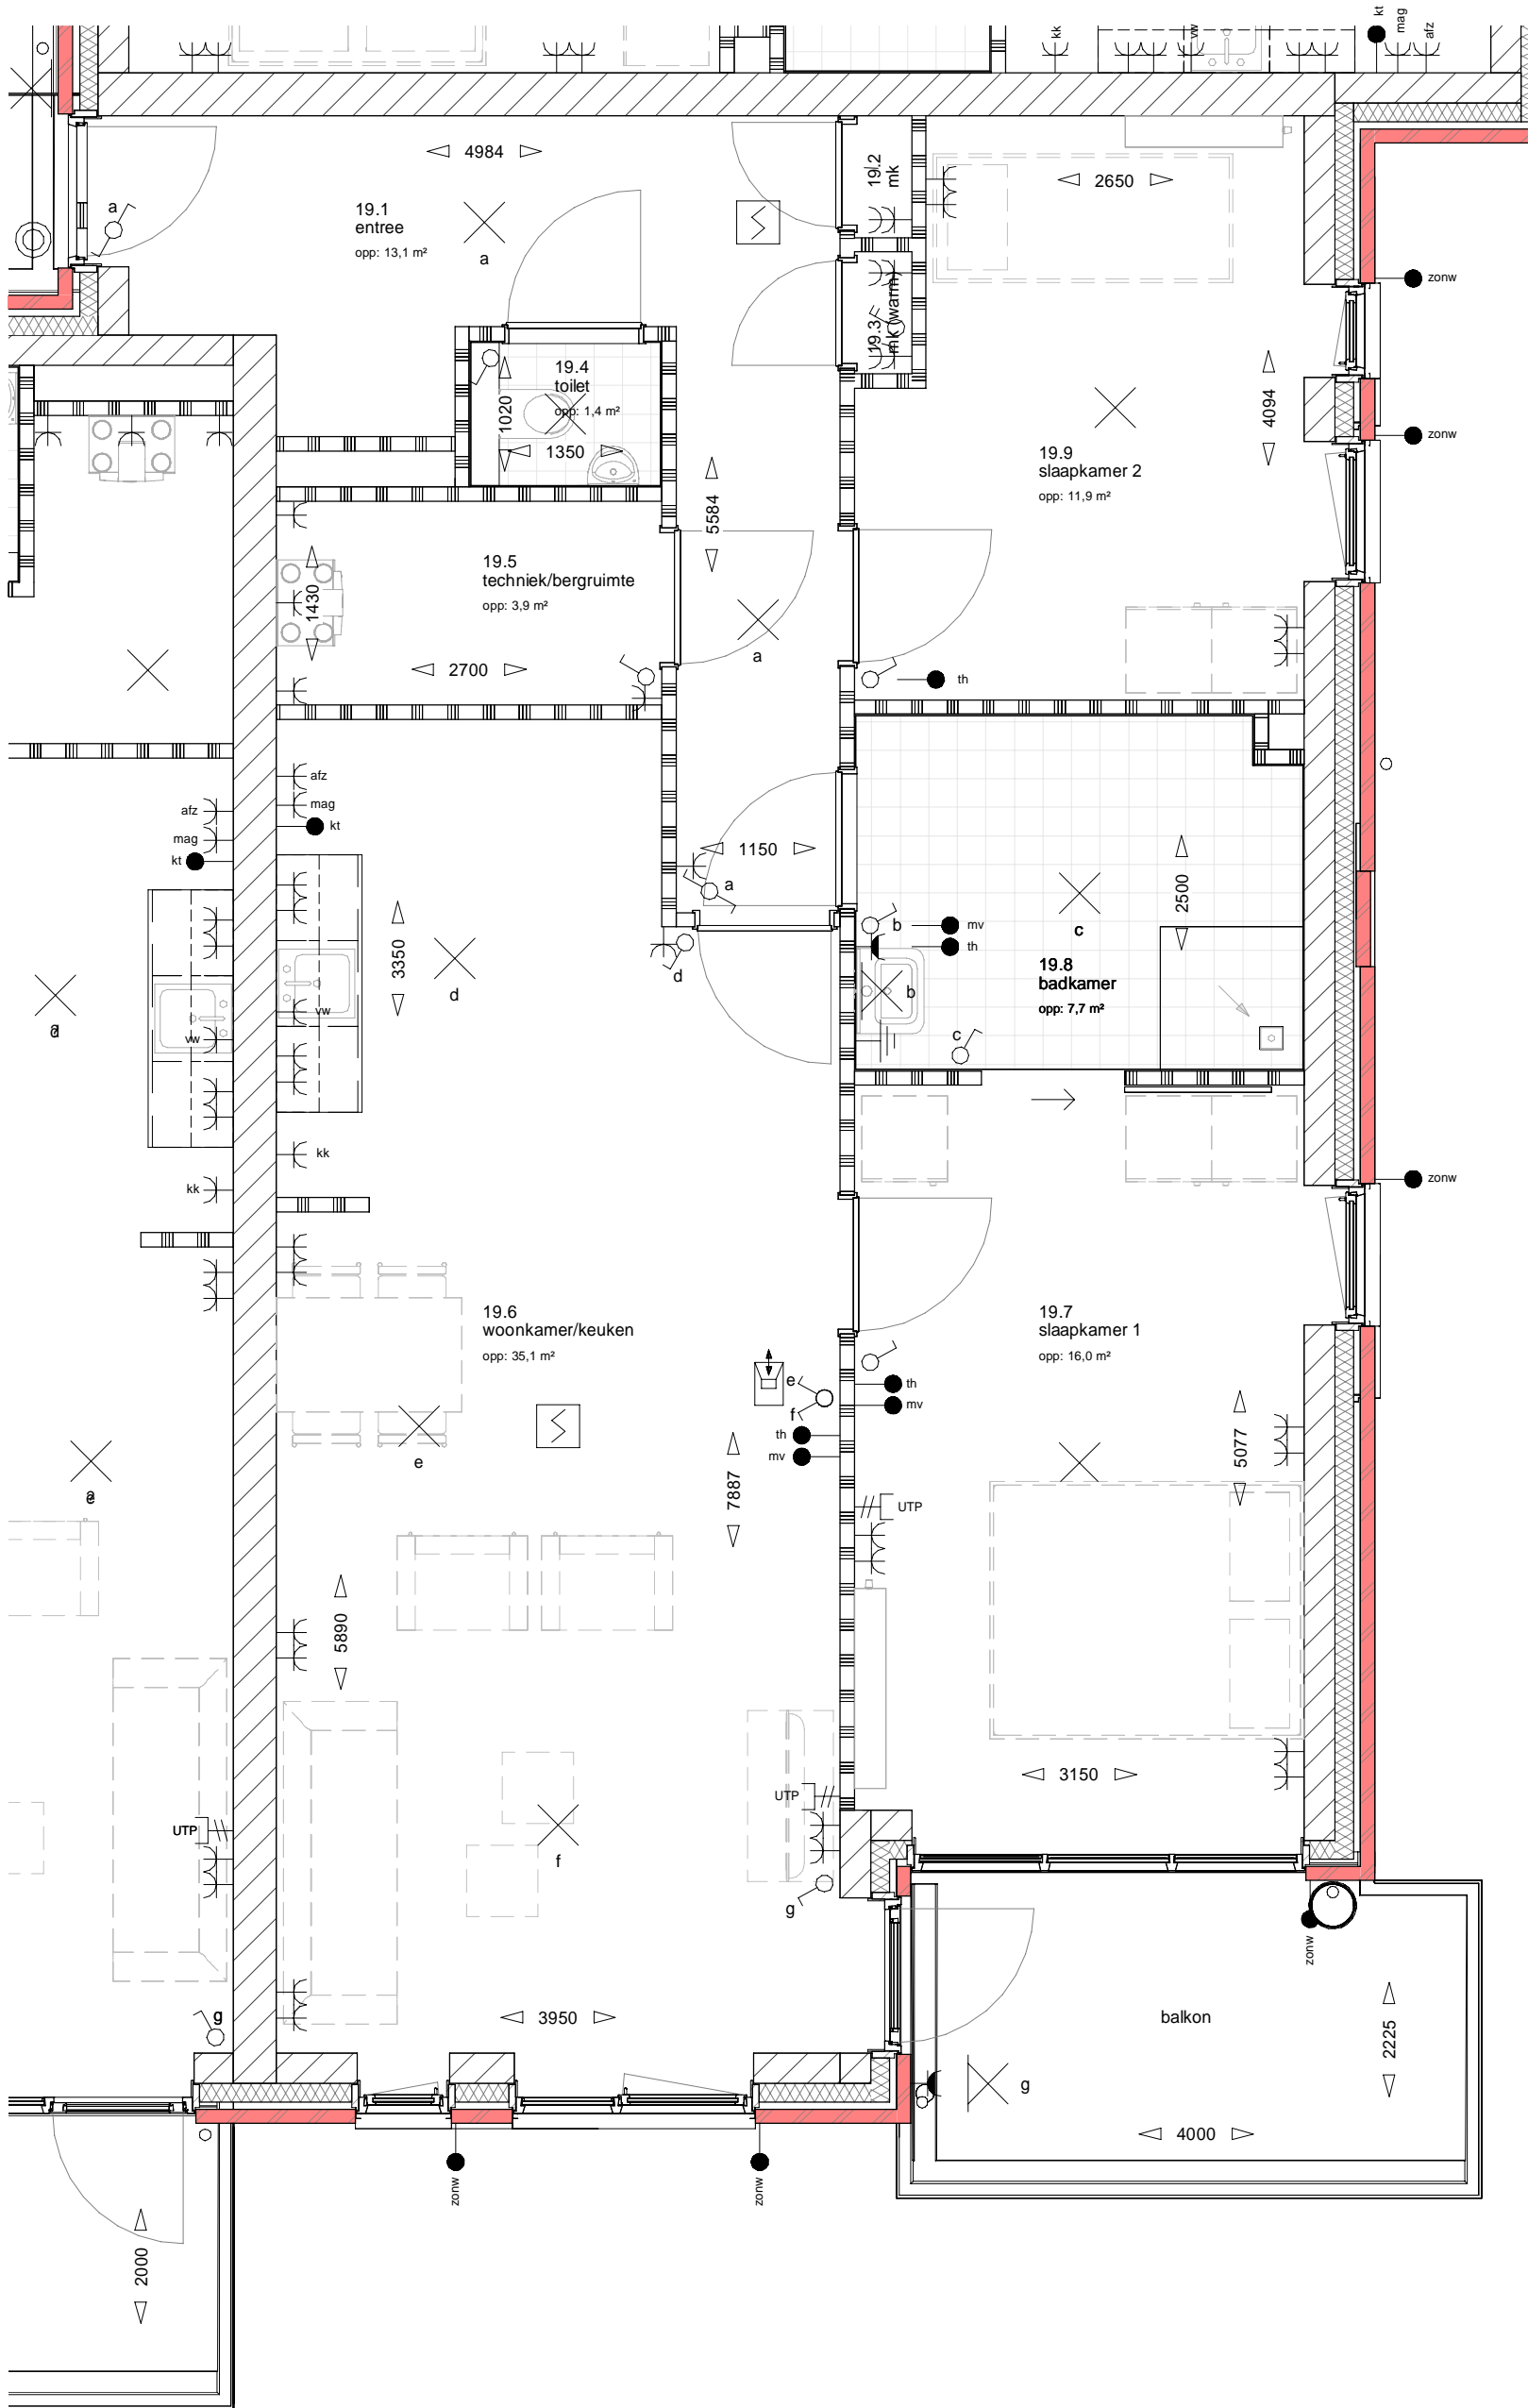 kt
mag
afz
kk
vw
4984
19.1
entree
opp: 13,1 m²
a
a
19.2
mk
2650
19.3
mk (warm)
zonw
zonw
19.4
toilet
opp: 1,4 m²
1020
1350
4094
19.9
slaapkamer 2
opp: 11,9 m²
5584
19.5
techniek/bergruimte
opp: 3,9 m²
1430
2700
a
th
afz
mag
kt
afz
mag
kt
1150
a
2500
3350
d
d
b
mv
th
c
19.8
badkamer
opp: 7,7 m²
b
c
vw
vw
d
kk
kk
zonw
19.6
woonkamer/keuken
opp: 35,1 m²
19.7
slaapkamer 1
opp: 16,0 m²
e
f
th
mv
th
mv
e
5077
7887
UTP
5890
3150
UTP
UTP
f
g
g
3950
zonw
balkon
2225
g
4000
zonw
zonw
2000